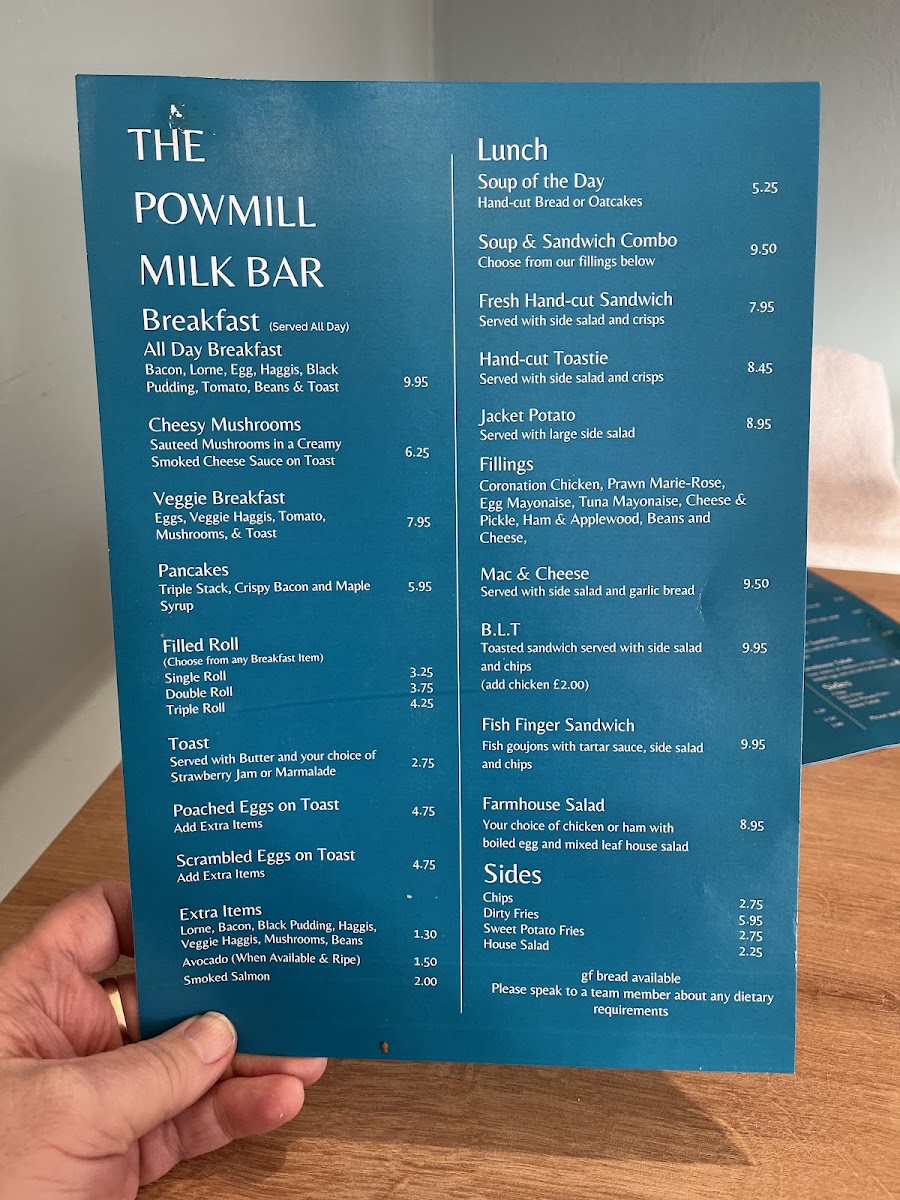 THE
POWMILL
MILK BAR
Breakfast (Served All Day)
All Day Breakfast
Bacon, Lorne, Egg, Haggis, Black
Pudding, Tomato, Beans & Toast 9.95
Cheesy Mushrooms
Sauteed Mushrooms in a Creamy
Smoked Cheese Sauce on Toast 6.25
Veggie Breakfast
Eggs, Veggie Haggis, Tomato,
Mushrooms, & Toast 7.95
Pancakes
Triple Stack, Crispy Bacon and Maple 5.95
Syrup
Filled Roll
(Choose from any Breakfast Item)
Single Roll 3.25
Double Roll 3.75
Triple Roll 4.25
Toast
Served with Butter and your choice of
Strawberry Jam or Marmalade 2.75
Poached Eggs on Toast 4.75
Add Extra Items
Scrambled Eggs on Toast 4.75
Add Extra Items
Extra Items
Lorne, Bacon, Black Pudding, Haggis,
Veggie Haggis, Mushrooms, Beans 1.30
Avocado (When Available & Ripe) 1.50
Smoked Salmon 2.00
Lunch
Soup of the Day 5.25
Hand-cut Bread or Oatcakes
Soup & Sandwich Combo 9.50
Choose from our fillings below
Fresh Hand-cut Sandwich 7.95
Served with side salad and crisps
Hand-cut Toastie 8.45
Served with side salad and crisps
Jacket Potato 8.95
Served with large side salad
Fillings
Coronation Chicken, Prawn Marie-Rose,
Egg Mayonaise, Tuna Mayonaise, Cheese &
Pickle, Ham & Applewood, Beans and
Cheese,
Mac & Cheese 9.50
Served with side salad and garlic bread
B.L.T
Toasted sandwich served with side salad 9.95
and chips
(add chicken £2.00)
Fish Finger Sandwich
Fish goujons with tartar sauce, side salad 9.95
and chips
Farmhouse Salad
Your choice of chicken or ham with 8.95
boiled egg and mixed leaf house salad
Sides
Chips 2.75
Dirty Fries 5.95
Sweet Potato Fries 2.75
House Salad 2.25
gf bread available
Please speak to a team member about any dietary
requirements
Sides